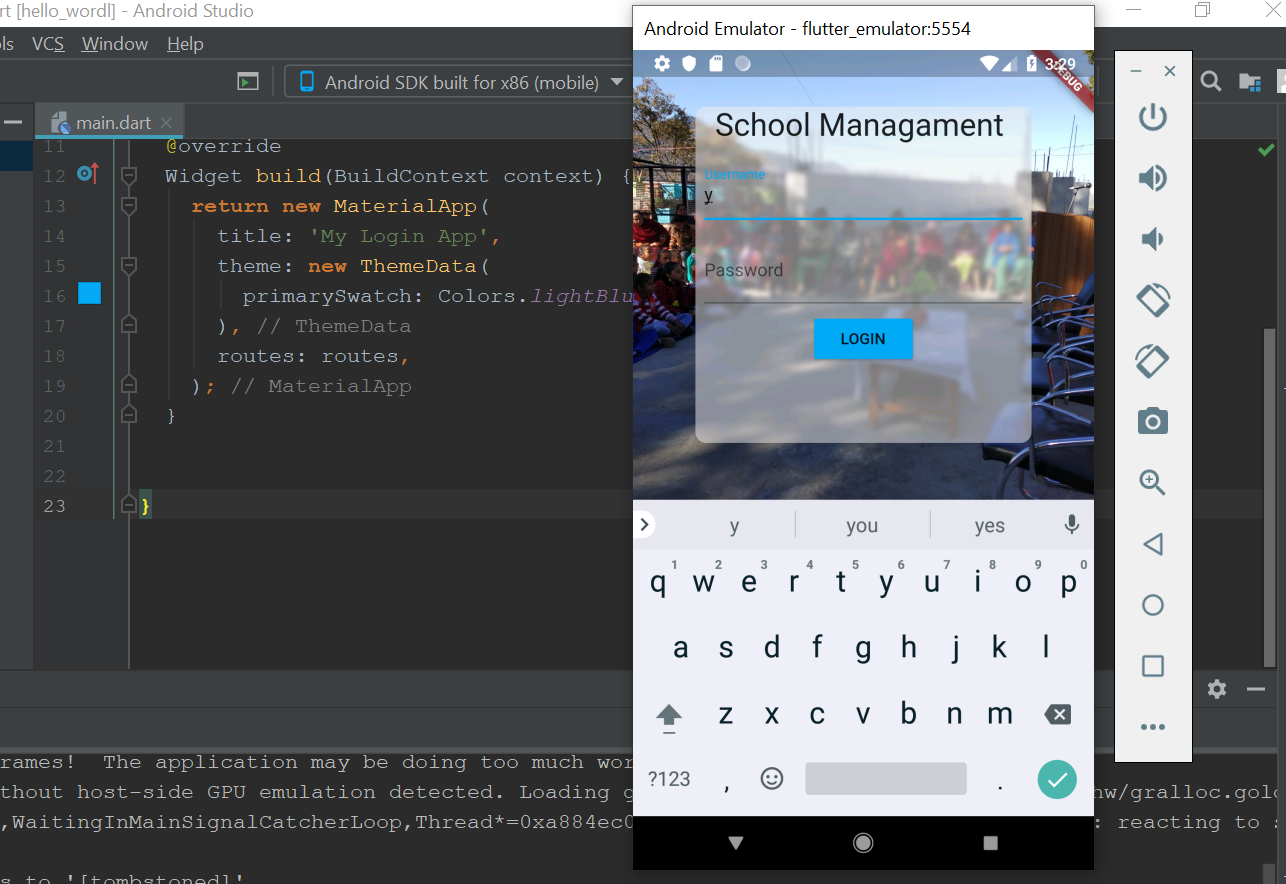 rt [hello_wordl] - Android Studio
VCS Window Help
Android SDK built for x86 (mobile)
main.dart
11 @override
12 Widget build(BuildContext context) {
13 return new MaterialApp(
14 title: 'My Login App',
15 theme: new ThemeData(
16 primarySwatch: Colors.lightBlu
17 ), // ThemeData
18 routes: routes,
19 ); // MaterialApp
20 }
21
22
23 }
rames! The application may be doing too much wor
thout host-side GPU emulation detected. Loading g
nw/gralloc.gold
,WaitingInMainSignalCatcherLoop,Thread*=0xa884ec0
: reacting to s
s to '[tombstoned]'
Android Emulator - flutter_emulator:5554
3:29
DEBUG
School Managament
Username
y
Password
LOGIN
y you yes
1 2 3 4 5 6 7 8 9 0
q w e r t y u i o p
a s d f g h j k l
z x c v b n m
?123 , .